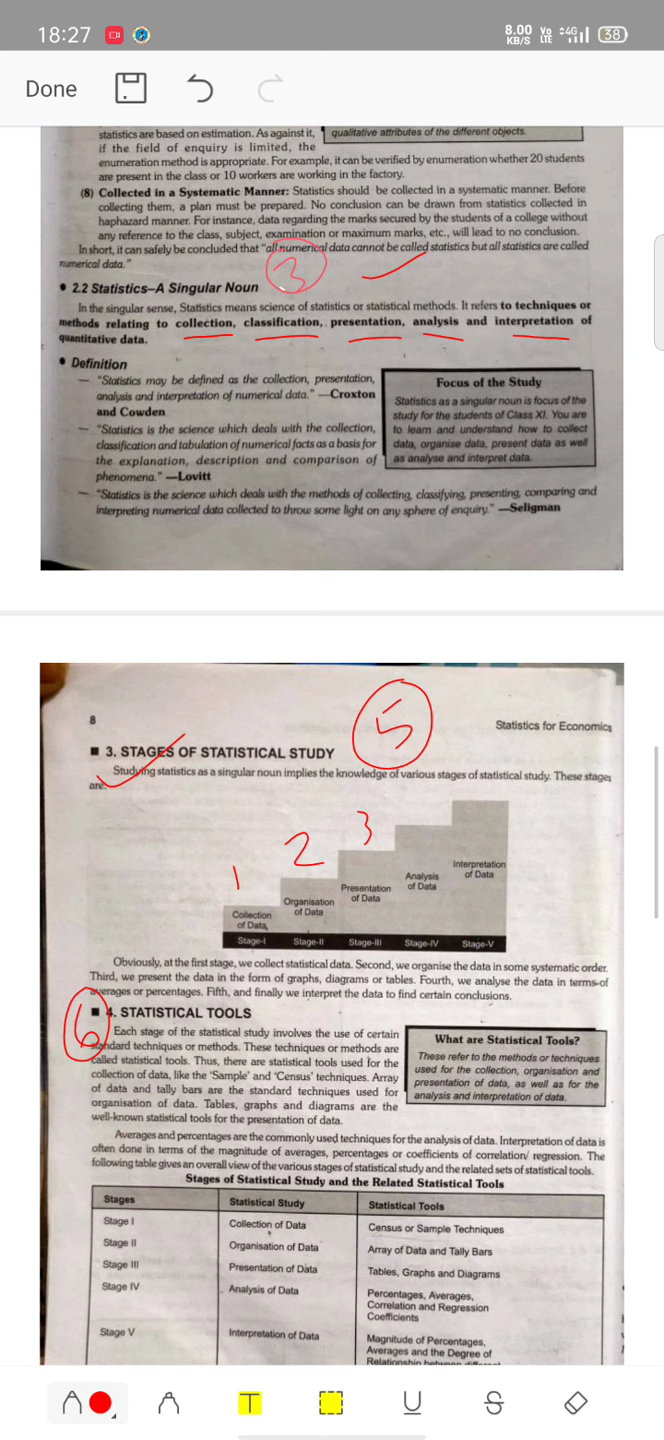 18:27
8.00 KB/S Vo LTE 4G 38
Done
statistics are based on estimation. As against it,
if the field of enquiry is limited, the
qualitative attributes of the different objects.
enumeration method is appropriate. For example, it can be verified by enumeration whether 20 students
are present in the class or 10 workers are working in the factory.
(8) Collected in a Systematic Manner: Statistics should be collected in a systematic manner. Before
collecting them, a plan must be prepared. No conclusion can be drawn from statistics collected in
haphazard manner. For instance, data regarding the marks secured by the students of a college without
any reference to the class, subject, examination or maximum marks, etc., will lead to no conclusion.
In short, it can safely be concluded that "all numerical data cannot be called statistics but all statistics are called
numerical data."
3
• 2.2 Statistics–A Singular Noun
In the singular sense, Statistics means science of statistics or statistical methods. It refers to techniques or
methods relating to collection, classification, presentation, analysis and interpretation of
quantitative data.
• Definition
— "Statistics may be defined as the collection, presentation,
analysis and interpretation of numerical data." —Croxton
and Cowden
— "Statistics is the science which deals with the collection,
classification and tabulation of numerical facts as a basis for
the explanation, description and comparison of
phenomena." —Lovitt
Focus of the Study
Statistics as a singular noun is focus of the
study for the students of Class XI. You are
to learn and understand how to collect
data, organise data, present data as well
as analyse and interpret data.
— "Statistics is the science which deals with the methods of collecting, classifying, presenting, comparing and
interpreting numerical data collected to throw some light on any sphere of enquiry." —Seligman
8
5
Statistics for Economics
■ 3. STAGES OF STATISTICAL STUDY
Studying statistics as a singular noun implies the knowledge of various stages of statistical study. These stages
are:
1
2
3
Collection
of Data
Organisation
of Data
Presentation
of Data
Analysis
of Data
Interpretation
of Data
Stage-I Stage-II Stage-III Stage-IV Stage-V
Obviously, at the first stage, we collect statistical data. Second, we organise the data in some systematic order.
Third, we present the data in the form of graphs, diagrams or tables. Fourth, we analyse the data in terms of
averages or percentages. Fifth, and finally we interpret the data to find certain conclusions.
6
■ 4. STATISTICAL TOOLS
Each stage of the statistical study involves the use of certain
standard techniques or methods. These techniques or methods are
called statistical tools. Thus, there are statistical tools used for the
collection of data, like the 'Sample' and 'Census' techniques. Array
of data and tally bars are the standard techniques used for
organisation of data. Tables, graphs and diagrams are the
well-known statistical tools for the presentation of data.
What are Statistical Tools?
These refer to the methods or techniques
used for the collection, organisation and
presentation of data, as well as for the
analysis and interpretation of data.
Averages and percentages are the commonly used techniques for the analysis of data. Interpretation of data is
often done in terms of the magnitude of averages, percentages or coefficients of correlation/ regression. The
following table gives an overall view of the various stages of statistical study and the related sets of statistical tools.
Stages of Statistical Study and the Related Statistical Tools
Stages Statistical Study Statistical Tools
Stage I Collection of Data Census or Sample Techniques
Stage II Organisation of Data Array of Data and Tally Bars
Stage III Presentation of Data Tables, Graphs and Diagrams
Stage IV Analysis of Data Percentages, Averages,
Correlation and Regression
Coefficients
Stage V Interpretation of Data Magnitude of Percentages,
Averages and the Degree of
Relationship between
T
U
S